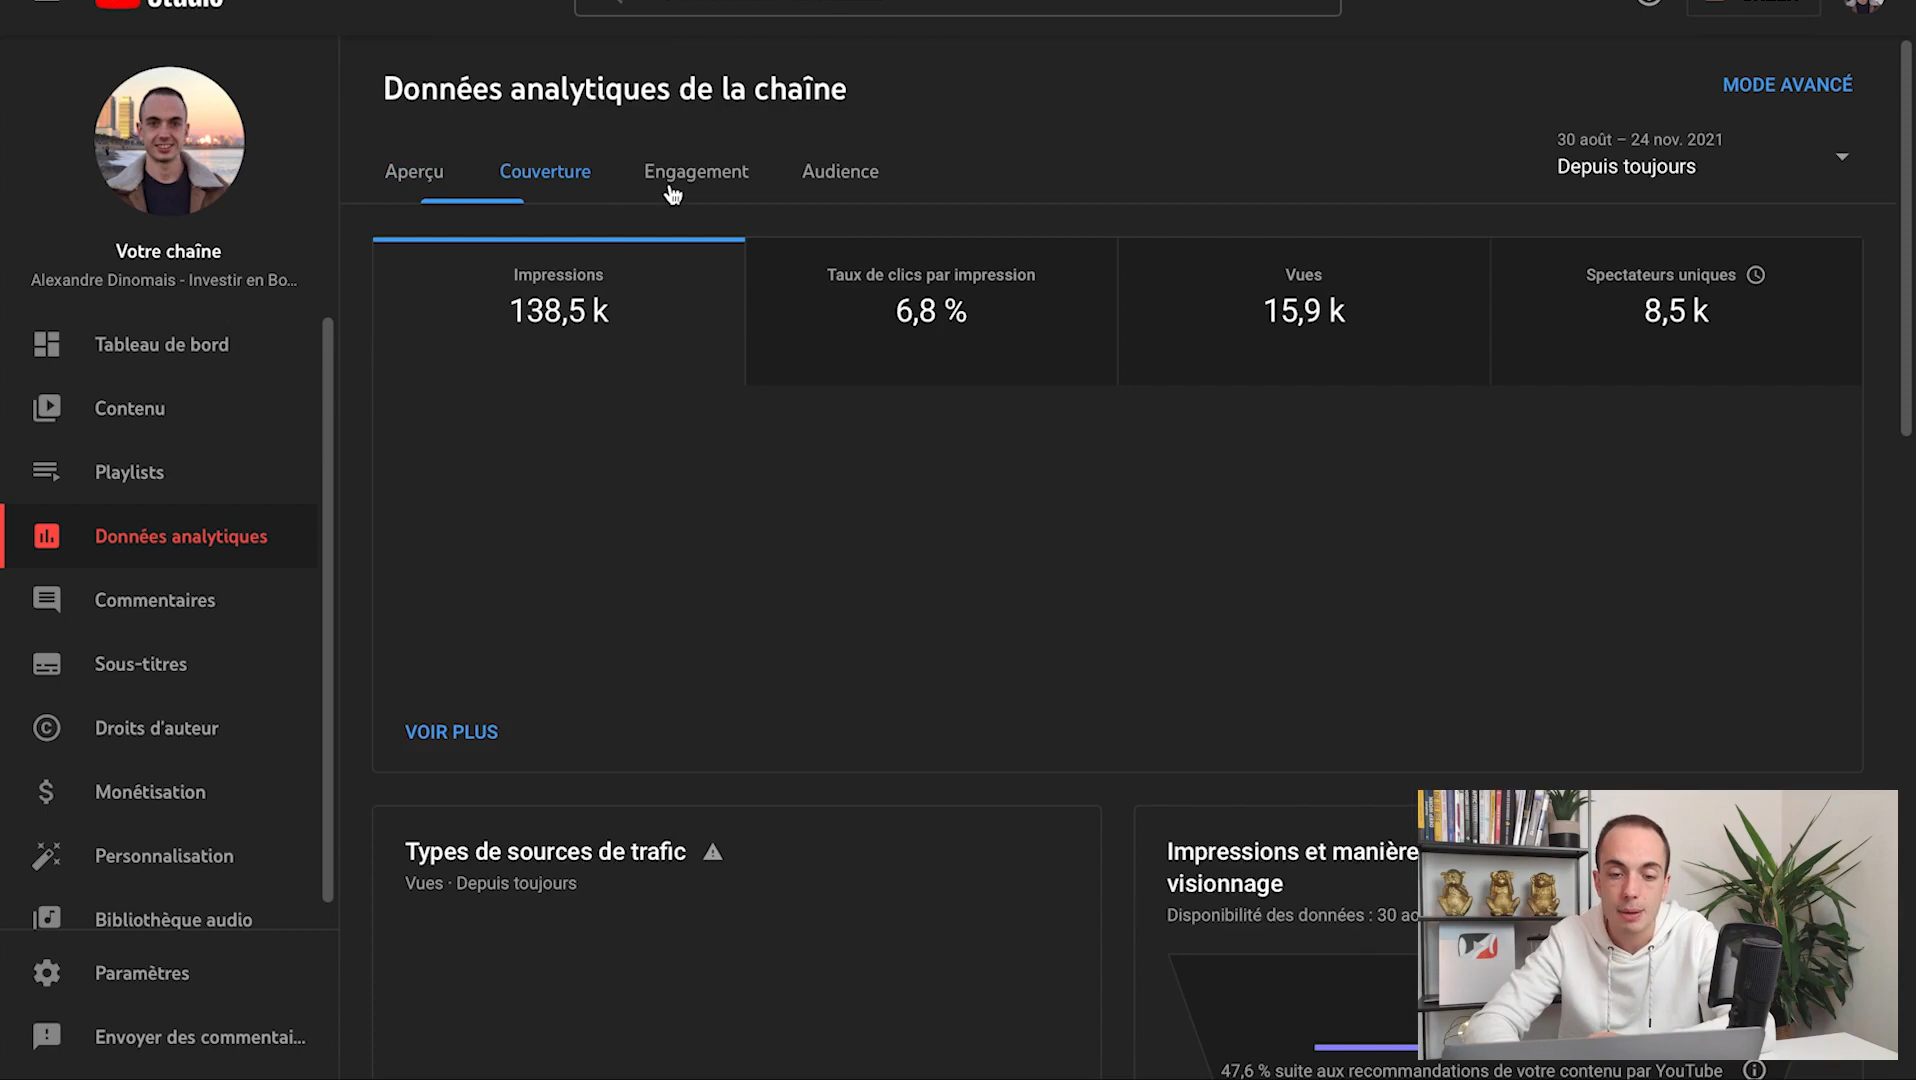 Studio
Données analytiques de la chaîne
MODE AVANCÉ
30 août – 24 nov. 2021
Depuis toujours
Aperçu
Couverture
Engagement
Audience
Votre chaîne
Alexandre Dinomais - Investir en Bo...
Tableau de bord
Contenu
Playlists
Données analytiques
Commentaires
Sous-titres
Droits d'auteur
Monétisation
Personnalisation
Bibliothèque audio
Paramètres
Envoyer des commentai...
Impressions
138,5 k
Taux de clics par impression
6,8 %
Vues
15,9 k
Spectateurs uniques
8,5 k
VOIR PLUS
Types de sources de trafic
Vues · Depuis toujours
Impressions et manière
visionnage
Disponibilité des données : 30 ao
47,6 % suite aux recommandations de votre contenu par YouTube